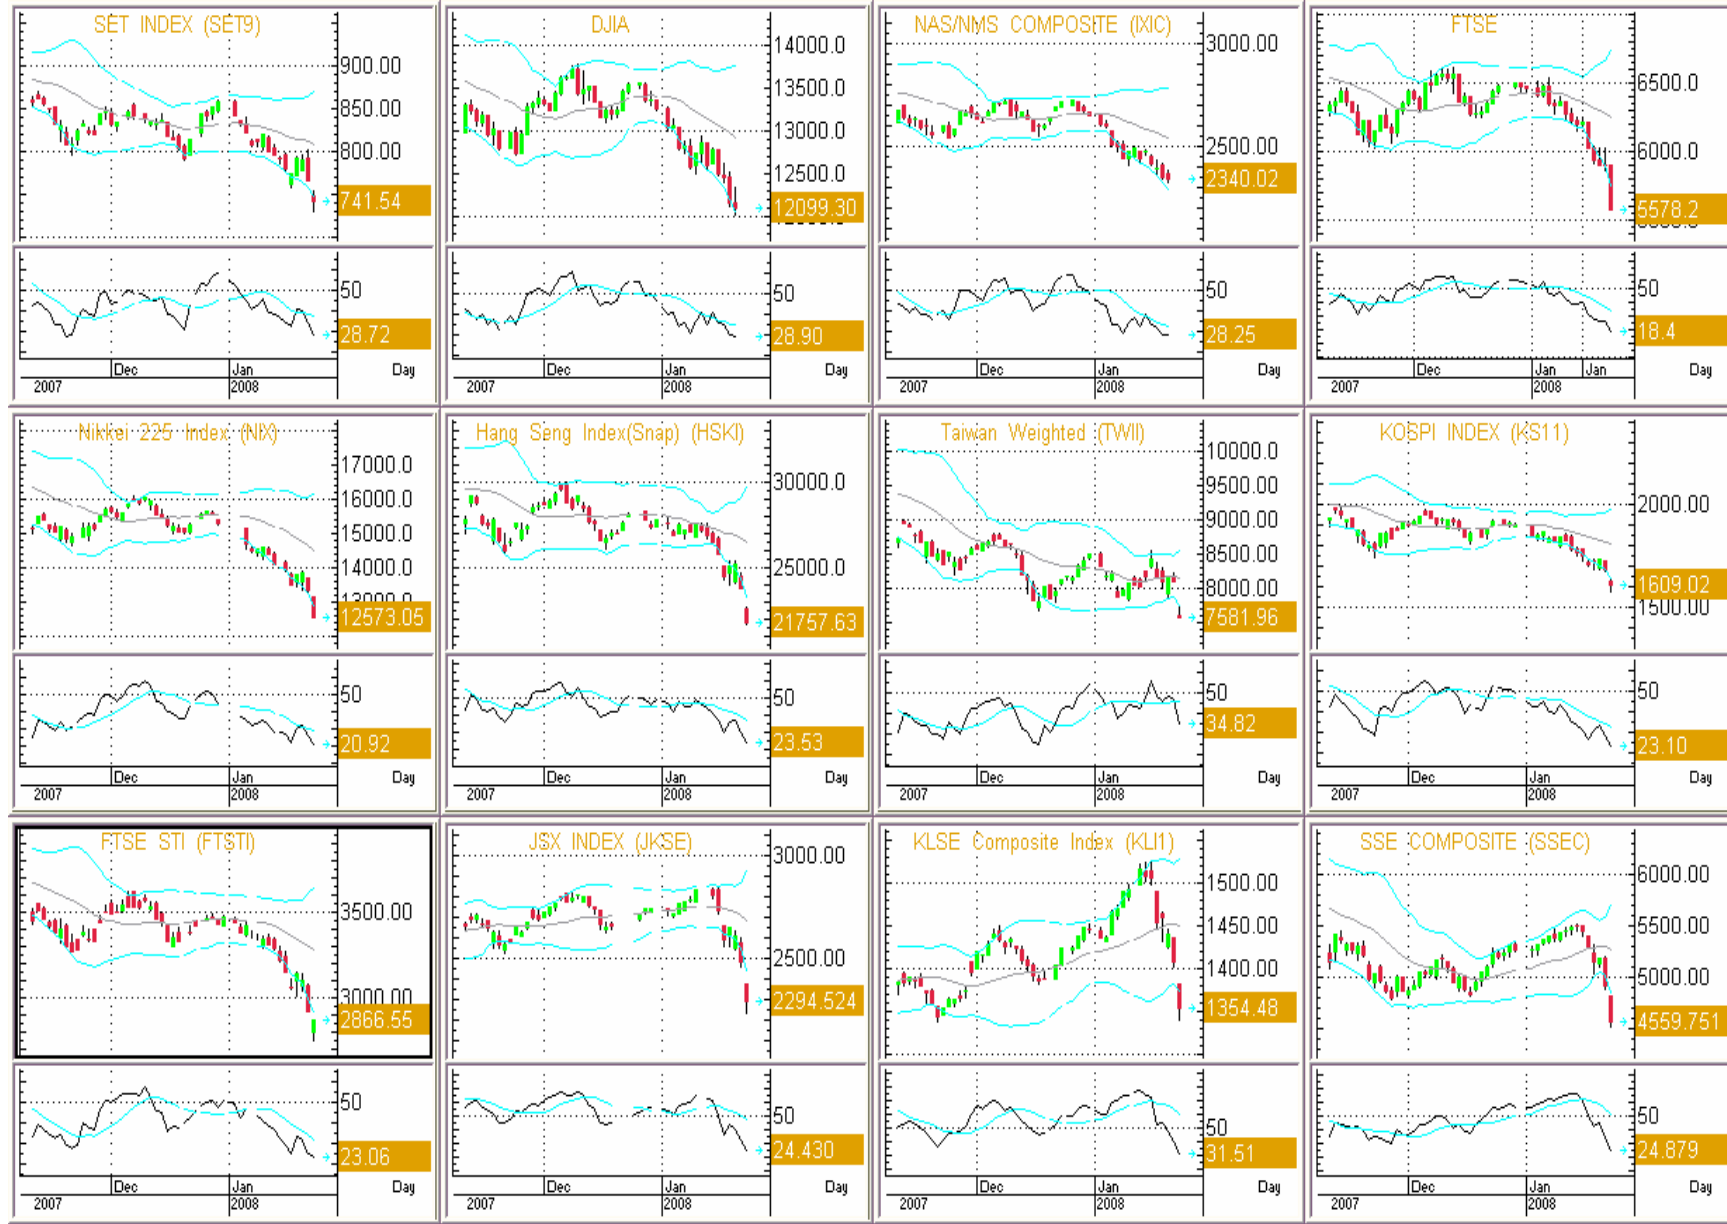 SET INDEX (SET9)
900.00
850.00
800.00
741.54
50
28.72
Dec
Jan
Day
2007
2008
DJIA
14000.0
13500.0
13000.0
12500.0
12099.30
50
28.90
Dec
Jan
Day
2007
2008
NAS/NMS COMPOSITE (IXIC)
3000.00
2500.00
2340.02
50
28.25
Dec
Jan
Day
2007
2008
FTSE
6500.0
6000.0
5578.2
50
18.4
Dec
Jan
Jan
Day
2007
2008
Nikkei 225 Index (NIX)
17000.0
16000.0
15000.0
14000.0
13000.0
12573.05
50
20.92
Dec
Jan
Day
2007
2008
Hang Seng Index(Snap) (HSKI)
30000.0
25000.0
21757.63
50
23.53
Dec
Jan
Day
2007
2008
Taiwan Weighted (TWII)
10000.0
9500.00
9000.00
8500.00
8000.00
7581.96
50
34.82
Dec
Jan
Day
2007
2008
KOSPI INDEX (KS11)
2000.00
1609.02
1500.00
50
23.10
Dec
Jan
Day
2007
2008
FTSE STI (FTSTI)
3500.00
3000.00
2866.55
50
23.06
Dec
Jan
Day
2007
2008
JSX INDEX (JKSE)
3000.00
2500.00
2294.524
50
24.430
Dec
Jan
Day
2007
2008
KLSE Composite Index (KLI1)
1500.00
1450.00
1400.00
1354.48
50
31.51
Dec
Jan
Day
2007
2008
SSE COMPOSITE (SSEC)
6000.00
5500.00
5000.00
4559.751
50
24.879
Dec
Jan
Day
2007
2008